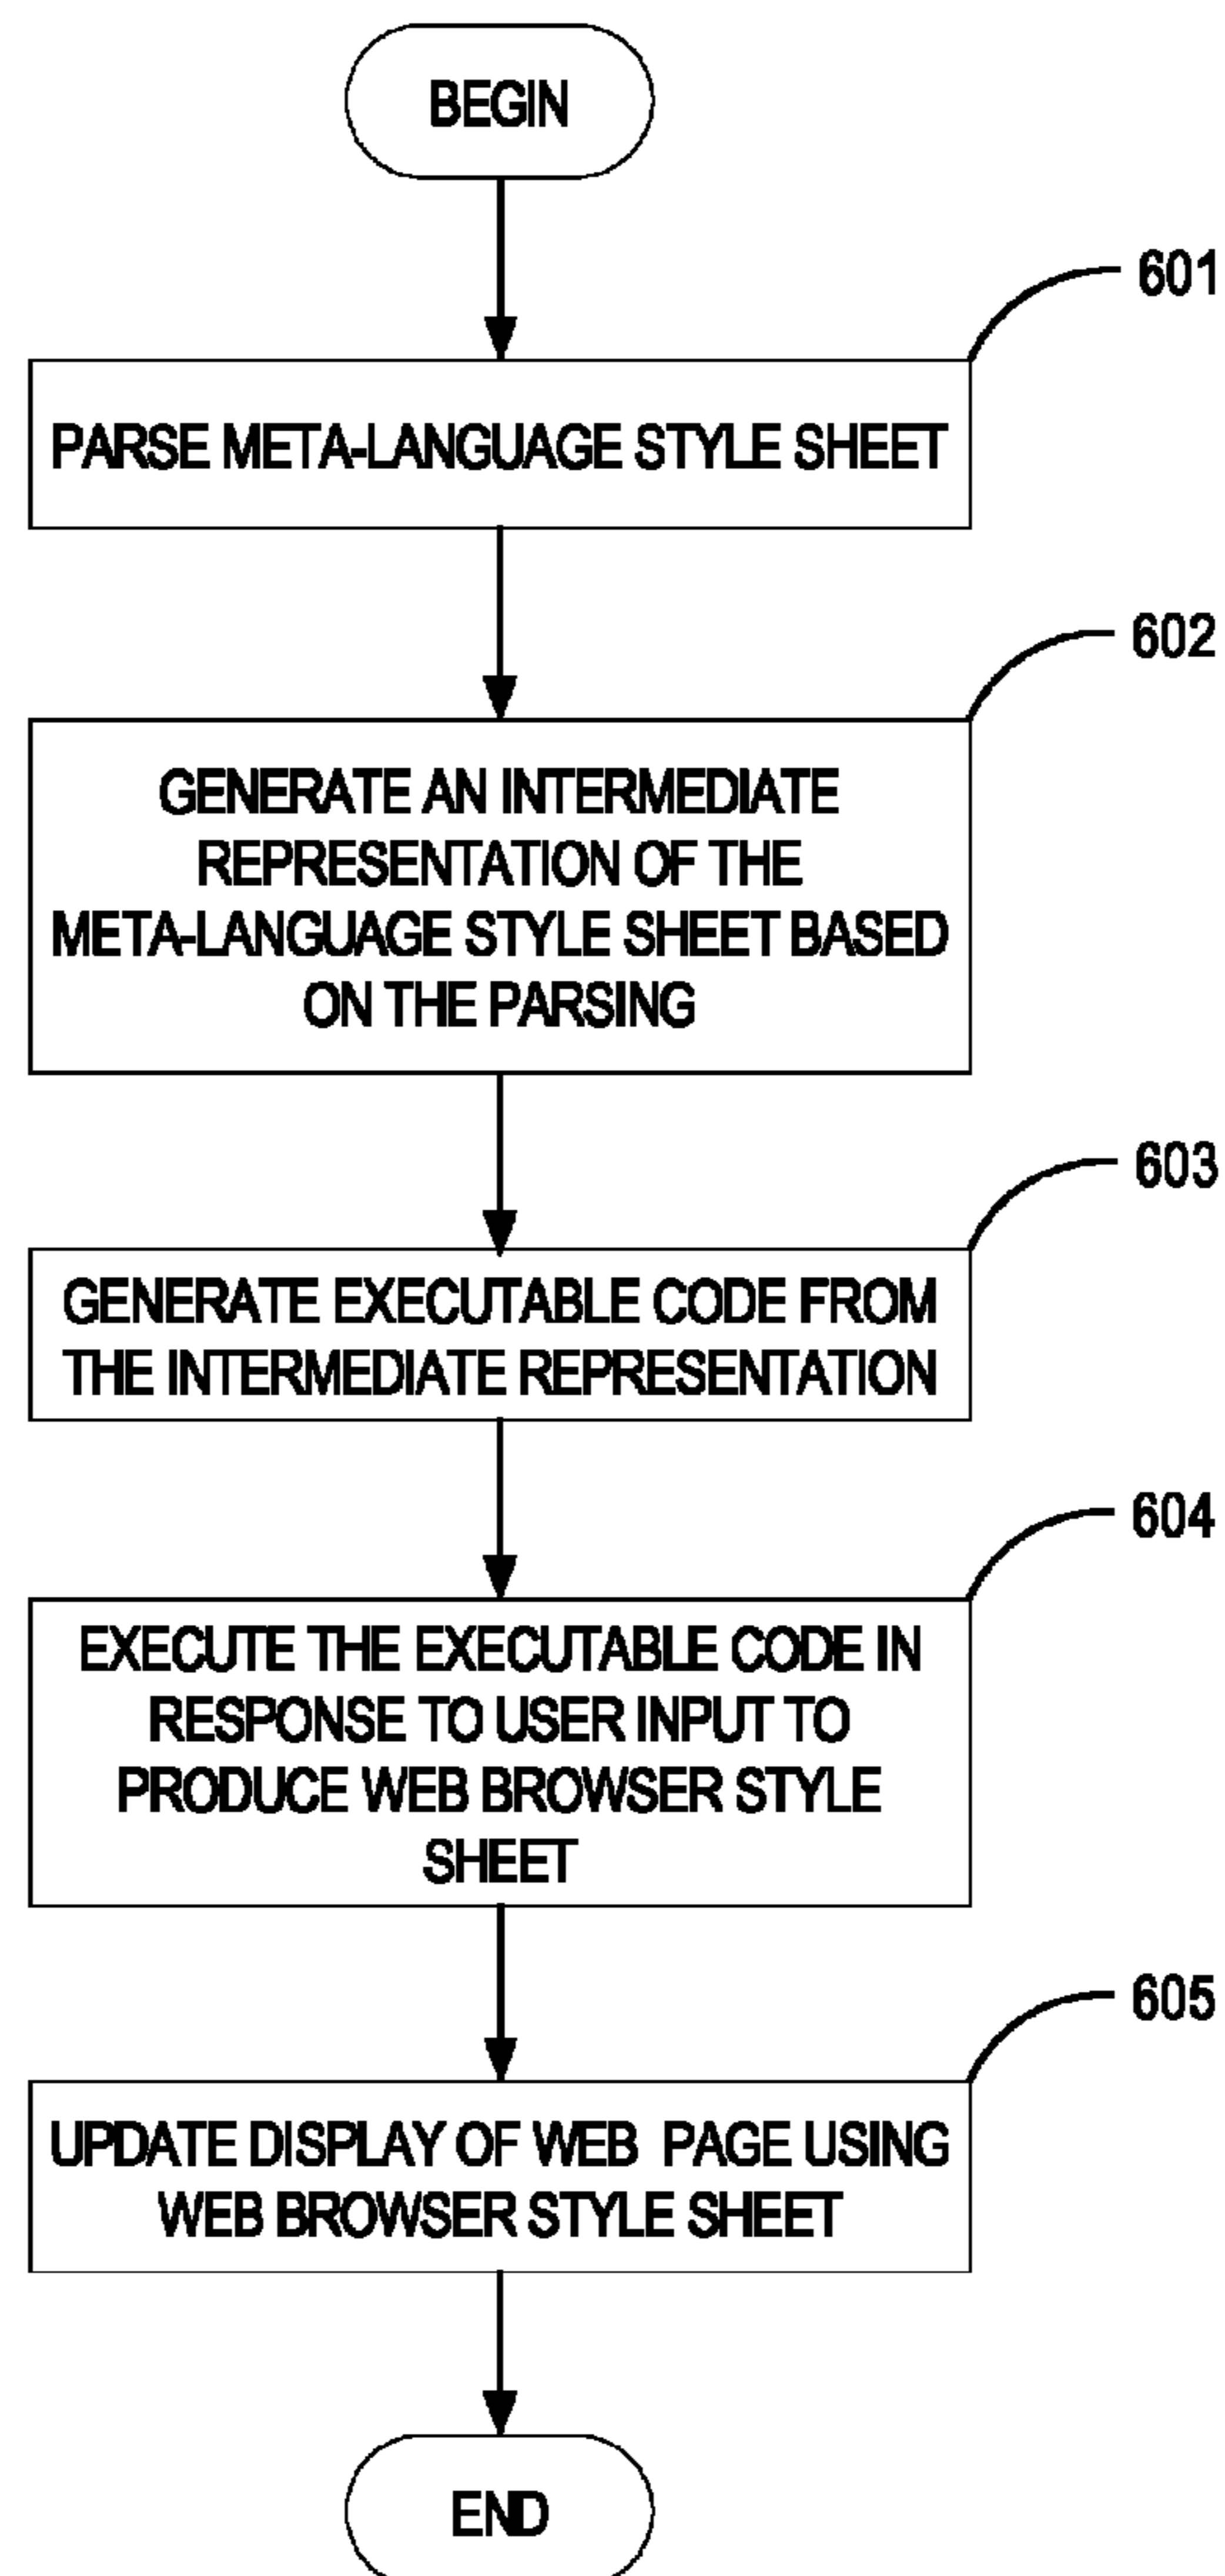 BEGIN
601
PARSE META-LANGUAGE STYLE SHEET
602
GENERATE AN INTERMEDIATE
REPRESENTATION OF THE
META-LANGUAGE STYLE SHEET BASED
ON THE PARSING
603
GENERATE EXECUTABLE CODE FROM
THE INTERMEDIATE REPRESENTATION
604
EXECUTE THE EXECUTABLE CODE IN
RESPONSE TO USER INPUT TO
PRODUCE WEB BROWSER STYLE
SHEET
605
UPDATE DISPLAY OF WEB PAGE USING
WEB BROWSER STYLE SHEET
END